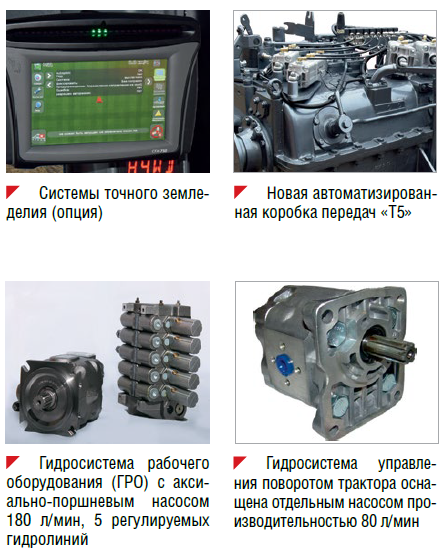 Системы точного земле-
делия (опция)
Новая автоматизирован-
ная коробка передач «Т5»
Гидросистема рабочего
оборудования (ГРО) с акси-
ально-поршневым насосом
180 л/мин, 5 регулируемых
гидролиний
Гидросистема управле-
ния поворотом трактора осна-
щена отдельным насосом про-
изводительностью 80 л/мин